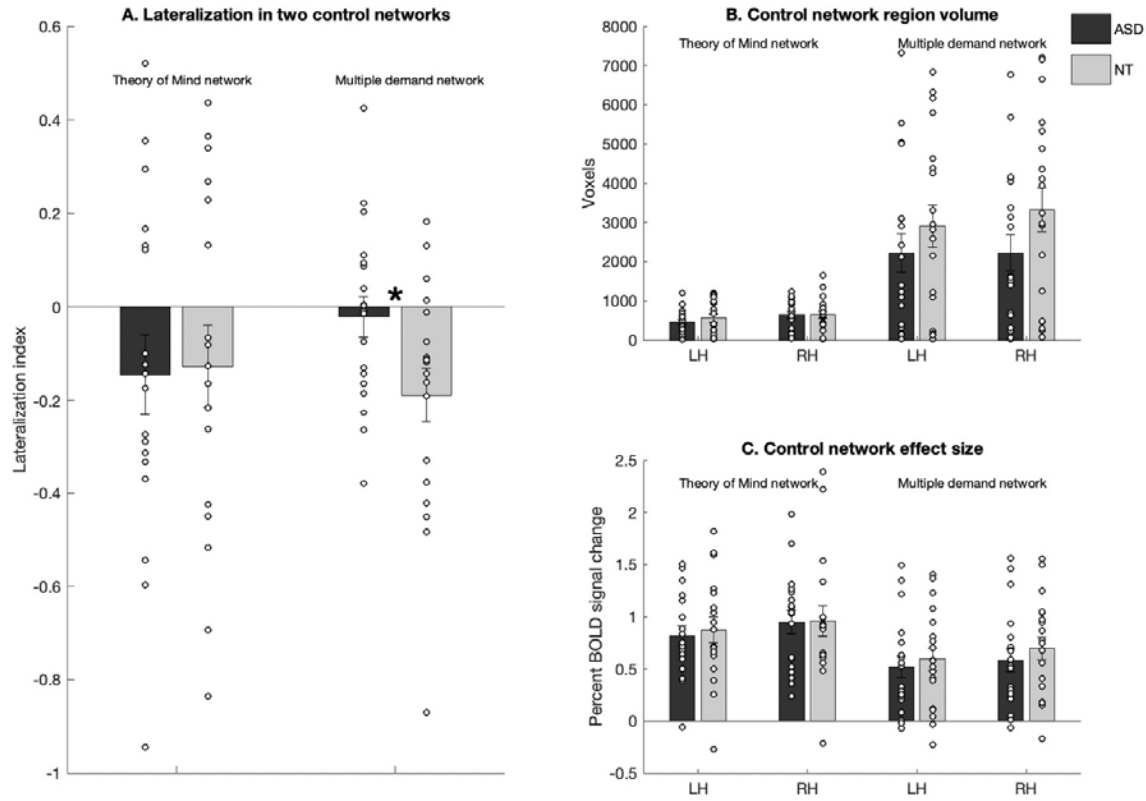 A. Lateralization in two control networks
0.6
0.4
0.2
0
-0.2
-0.4
-0.6
-0.8
-1
Lateralization index
Theory of Mind network
Multiple demand network
*
B. Control network region volume
8000
7000
6000
5000
4000
3000
2000
1000
0
Voxels
Theory of Mind network
Multiple demand network
LH
RH
LH
RH
ASD
NT
C. Control network effect size
2.5
2
1.5
1
0.5
0
-0.5
Percent BOLD signal change
Theory of Mind network
Multiple demand network
LH
RH
LH
RH